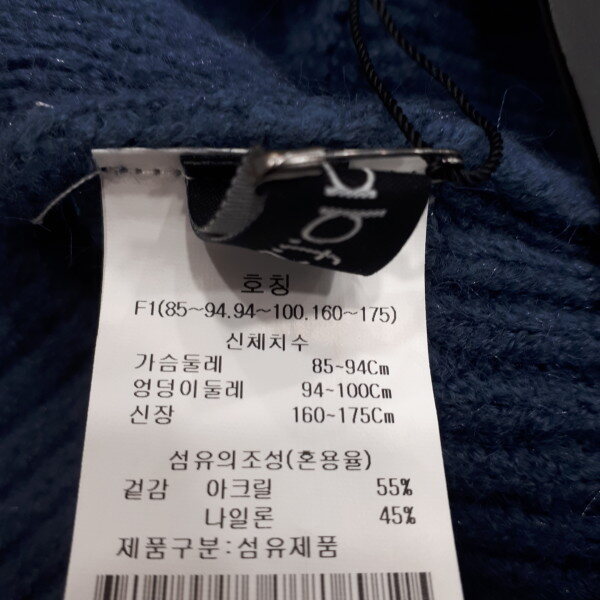 호칭
F1(85~94.94~100.160~175)
신체치수
가슴둘레 85~94Cm
엉덩이둘레 94~100Cm
신장 160~175Cm
섬유의조성(혼용율)
겉감 아크릴 55%
나일론 45%
제품구분:섬유제품